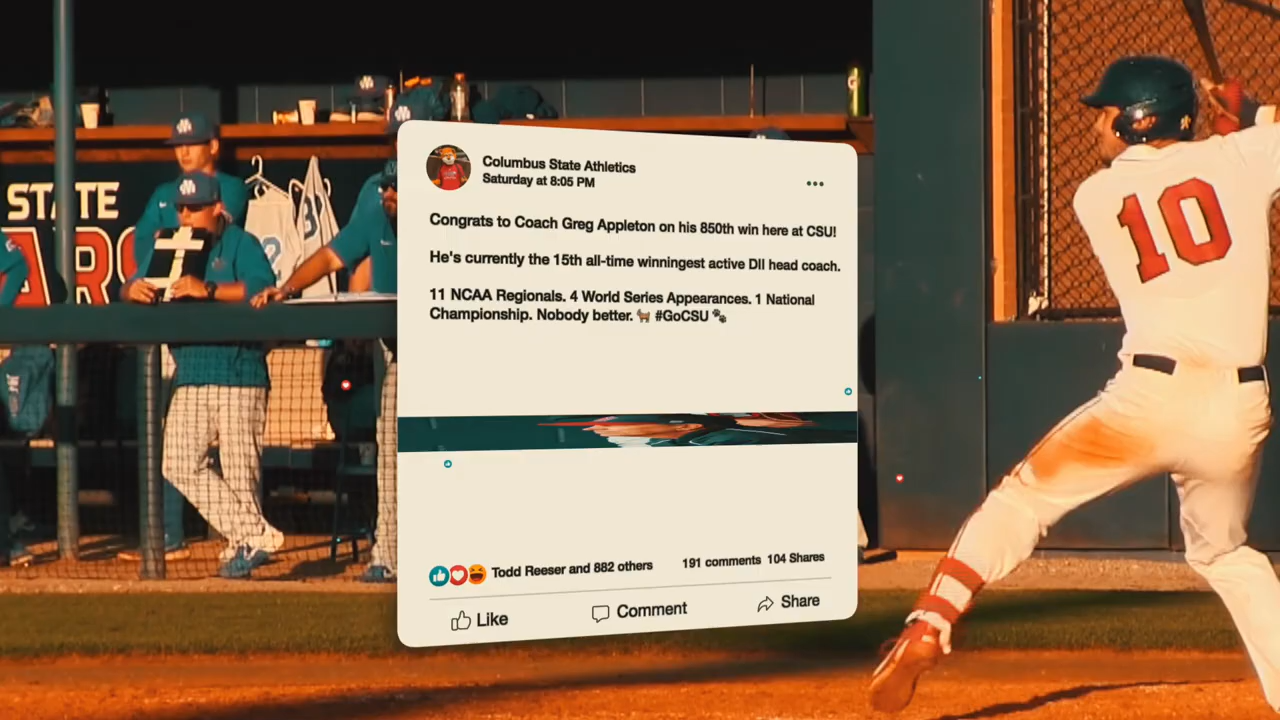 STATE
10
Columbus State Athletics
Saturday at 8:05 PM
Congrats to Coach Greg Appleton on his 850th win here at CSU!
He's currently the 15th all-time winningest active DII head coach.
11 NCAA Regionals. 4 World Series Appearances. 1 National
Championship. Nobody better. 🐈 #GoCSU 🐾
Todd Reeser and 882 others
191 comments 104 Shares
Like
Comment
Share